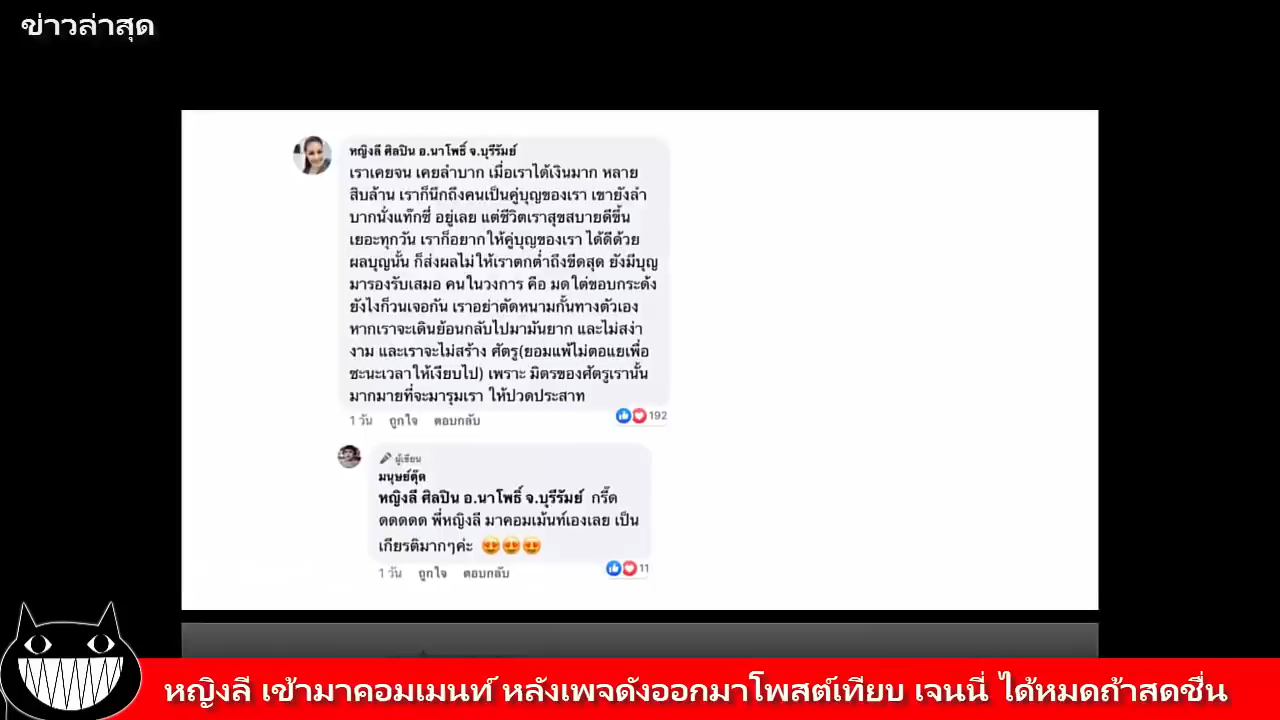 ข่าวล่าสุด
หญิงลี ศิลปิน อ.นาโพธิ์ จ.บุรีรัมย์
เราเคยจน เคยลำบาก เมื่อเราได้เงินมาก หลาย
สิบล้าน เราก็นึกถึงคนเป็นคู่บุญของเรา เขายังลำ
บากนั่งแท๊กซี่ อยู่เลย แต่ชีวิตเราสุขสบายดีขึ้น
เยอะทุกวัน เราก็อยากให้คู่บุญของเรา ได้ดีด้วย
ผลบุญนั้น ก็ส่งผลไม่ให้เราตกต่ำถึงขีดสุด ยังมีบุญ
มารองรับเสมอ คนในวงการ คือ มดใต่ขอบกระด้ง
ยังไงก็วนเจอกัน เราอย่าตัดหนามกั้นทางตัวเอง
หากเราจะเดินย้อนกลับไปมามันยาก และไม่สง่า
งาม และเราจะไม่สร้าง ศัตรู(ยอมแพ้ไม่ตอแยเพื่อ
ชะนะเวลาให้เงียบไป) เพราะ มิตรของศัตรูเรานั้น
มากมายที่จะมารุมเรา ให้ปวดประสาท
1 วัน ถูกใจ ตอบกลับ 192
ผู้เขียน
มนุษย์ตุ๊ด
หญิงลี ศิลปิน อ.นาโพธิ์ จ.บุรีรัมย์ กรี๊ด
ดดดดด พี่หญิงลี มาคอมเม้นท์เองเลย เป็น
เกียรติมากๆค่ะ 😍😍😍
1 วัน ถูกใจ ตอบกลับ 11
หญิงลี เข้ามาคอมเมนท์ หลังเพจดังออกมาโพสต์เทียบ เจนนี่ ได้หมดถ้าสดชื่น